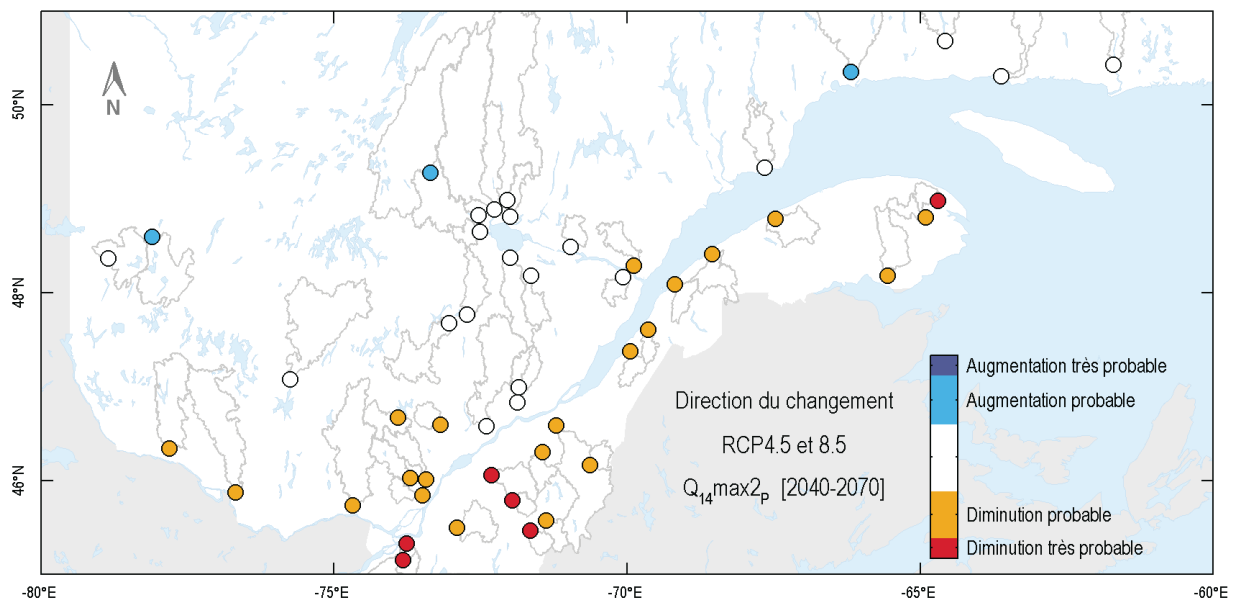 50°N
48°N
46°N
N
Direction du changement
RCP4.5 et 8.5
Q14max2P [2040-2070]
Augmentation très probable
Augmentation probable
Diminution probable
Diminution très probable
-80°E
-75°E
-70°E
-65°E
-60°E